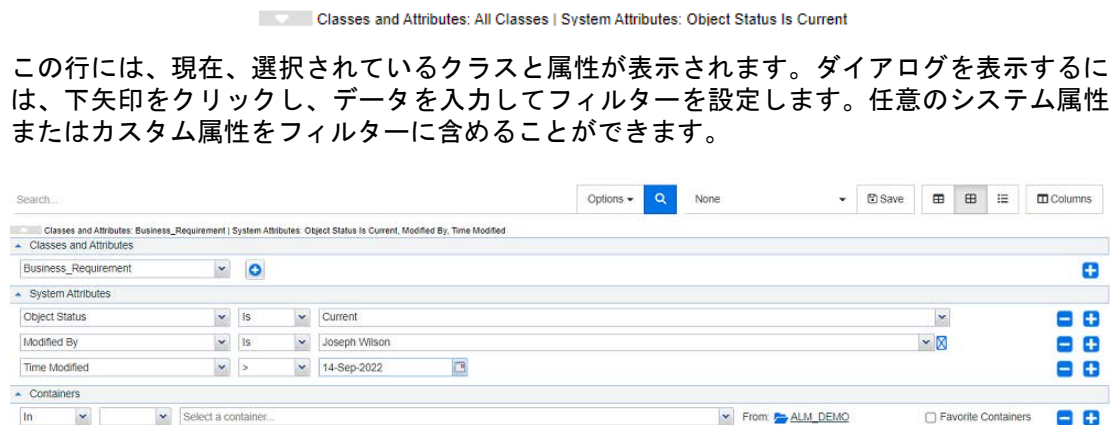 Classes and Attributes: All Classes | System Attributes: Object Status Is Current
この行には、現在、選択されているクラスと属性が表示されます。ダイアログを表示するに
は、下矢印をクリックし、データを入力してフィルターを設定します。任意のシステム属性
またはカスタム属性をフィルターに含めることができます。
Search... Options None Save Columns
Classes and Attributes: Business_Requirement | System Attributes: Object Status Is Current, Modified By, Time Modified
Classes and Attributes
Business_Requirement
System Attributes
Object Status Is Current
Modified By Is Joseph Wilson
Time Modified > 14-Sep-2022
Containers
In Select a container... From: ALM_DEMO Favorite Containers